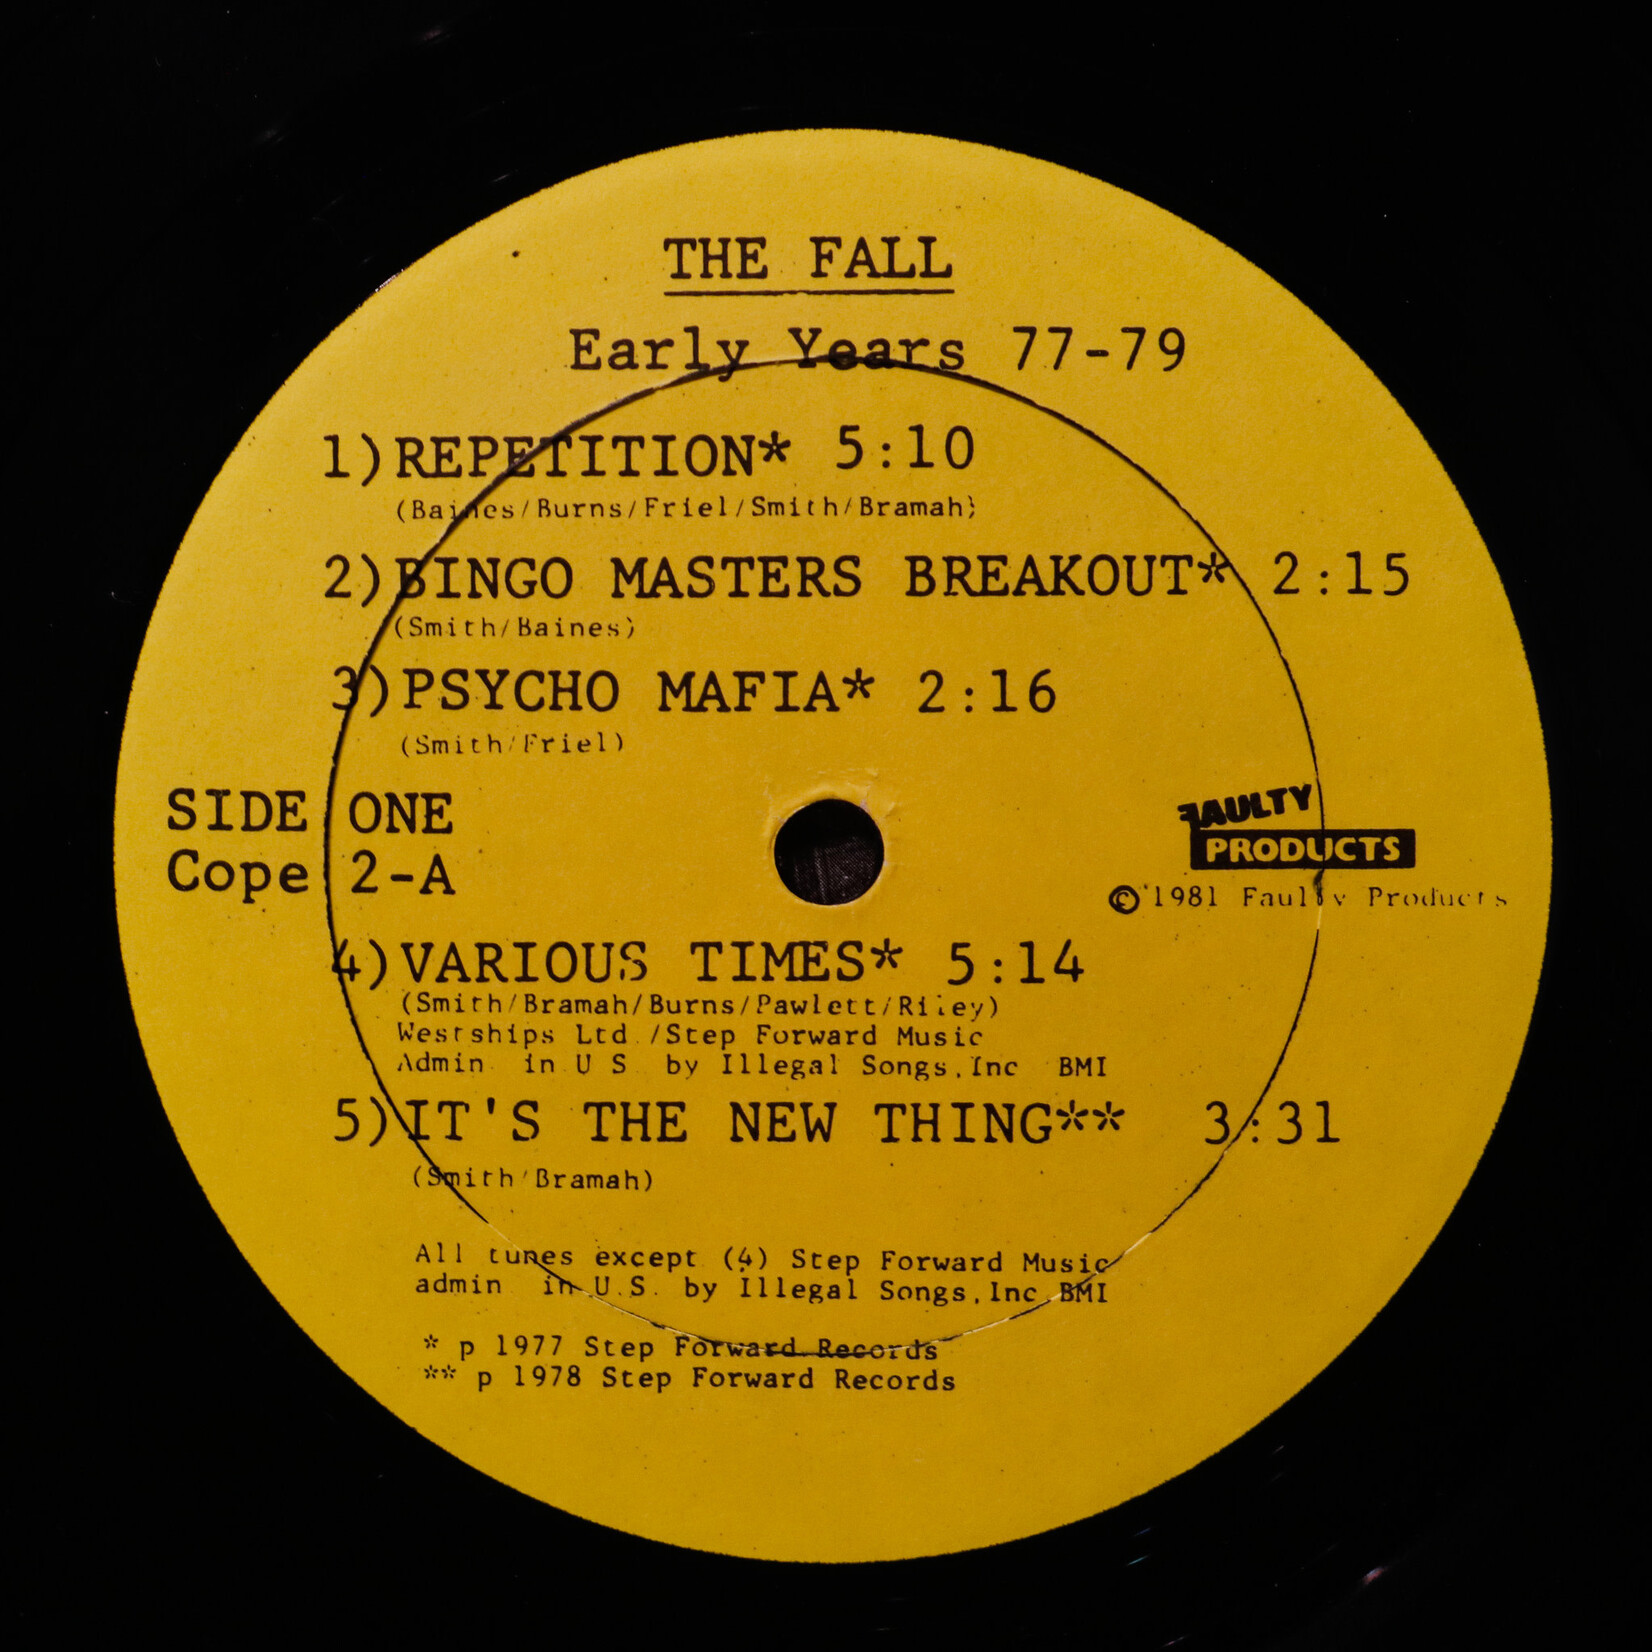 THE FALL
Early Years 77-79
1) REPETITION* 5:10
(Baines/Burns/Friel/Smith/Bramah)
2) BINGO MASTERS BREAKOUT* 2:15
(Smith/Baines)
3) PSYCHO MAFIA* 2:16
(Smith/Friel)
SIDE ONE
Cope 2-A
FAULTY
PRODUCTS
© 1981 Faulty Products
4) VARIOUS TIMES* 5:14
(Smith/Bramah/Burns/Pawlett/Riley)
Westships Ltd./Step Forward Music
Admin. in U S by Illegal Songs, Inc BMI
5) IT'S THE NEW THING** 3:31
(Smith/Bramah)
All tunes except (4) Step Forward Music
admin in U.S. by Illegal Songs, Inc BMI
* p 1977 Step Forward Records
** p 1978 Step Forward Records